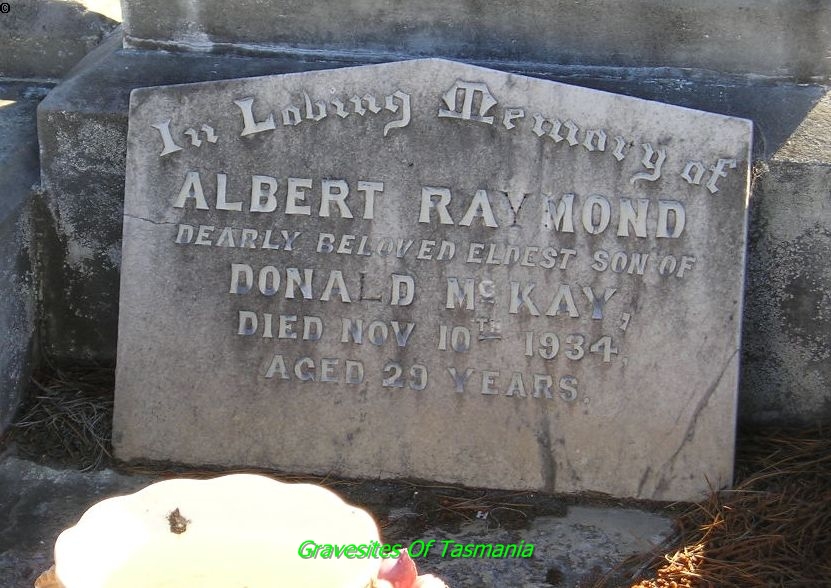 ©
In Loving Memory of
ALBERT RAYMOND
DEARLY BELOVED ELDEST SON OF
DONALD McKAY,
DIED NOV 10TH 1934,
AGED 29 YEARS.
Gravesites Of Tasmania